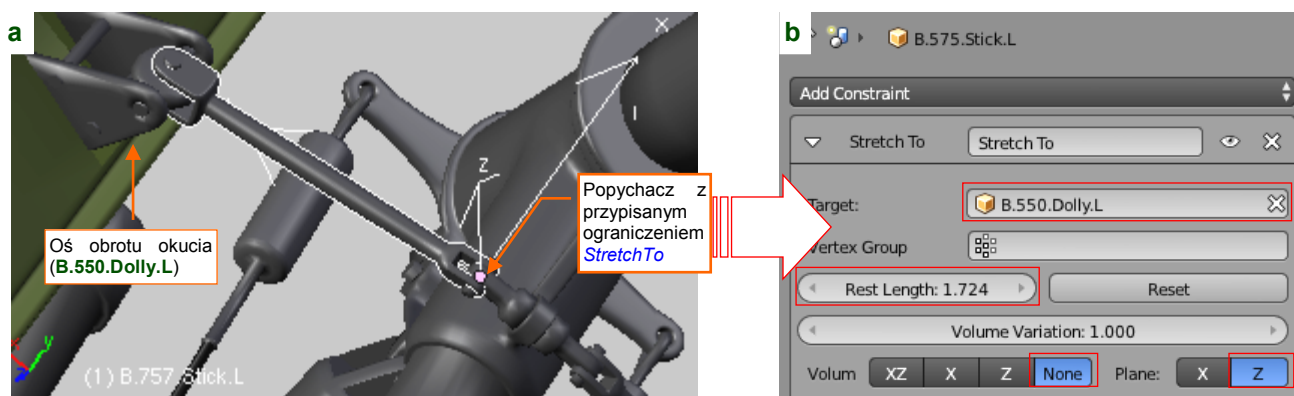 a
X
Z
Oś obrotu okucia
(B.550.Dolly.L)
Popychacz z
przypisanym
ograniczeniem
StretchTo
y
z
(1) B.757.Stick.L
b
B.575.Stick.L
Add Constraint
Stretch To
Stretch To
Target:
B.550.Dolly.L
Vertex Group
Rest Length: 1.724
Reset
Volume Variation: 1.000
Volum
XZ
X
Z
None
Plane:
X
Z